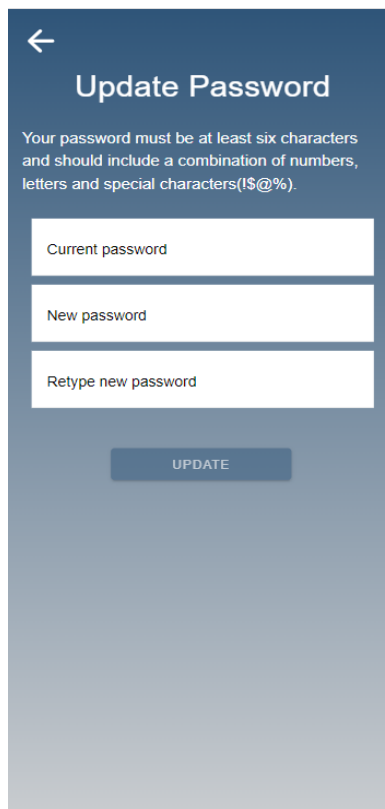 Update Password
Your password must be at least six characters
and should include a combination of numbers,
letters and special characters(!$@%).
Current password
New password
Retype new password
UPDATE